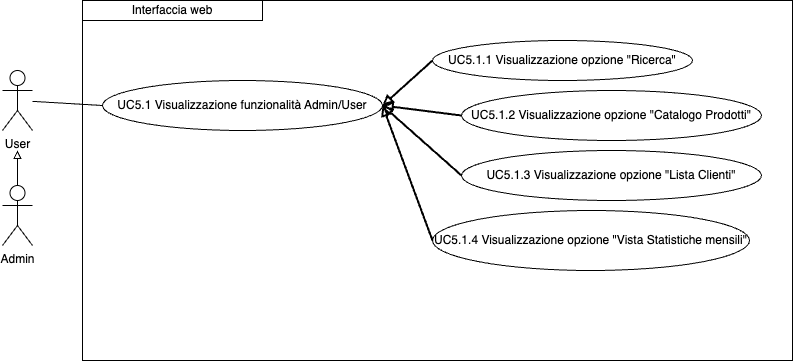 Interfaccia web
UC5.1.1 Visualizzazione opzione "Ricerca"
UC5.1 Visualizzazione funzionalità Admin/User
UC5.1.2 Visualizzazione opzione "Catalogo Prodotti"
User
UC5.1.3 Visualizzazione opzione "Lista Clienti"
UC5.1.4 Visualizzazione opzione "Vista Statistiche mensili"
Admin